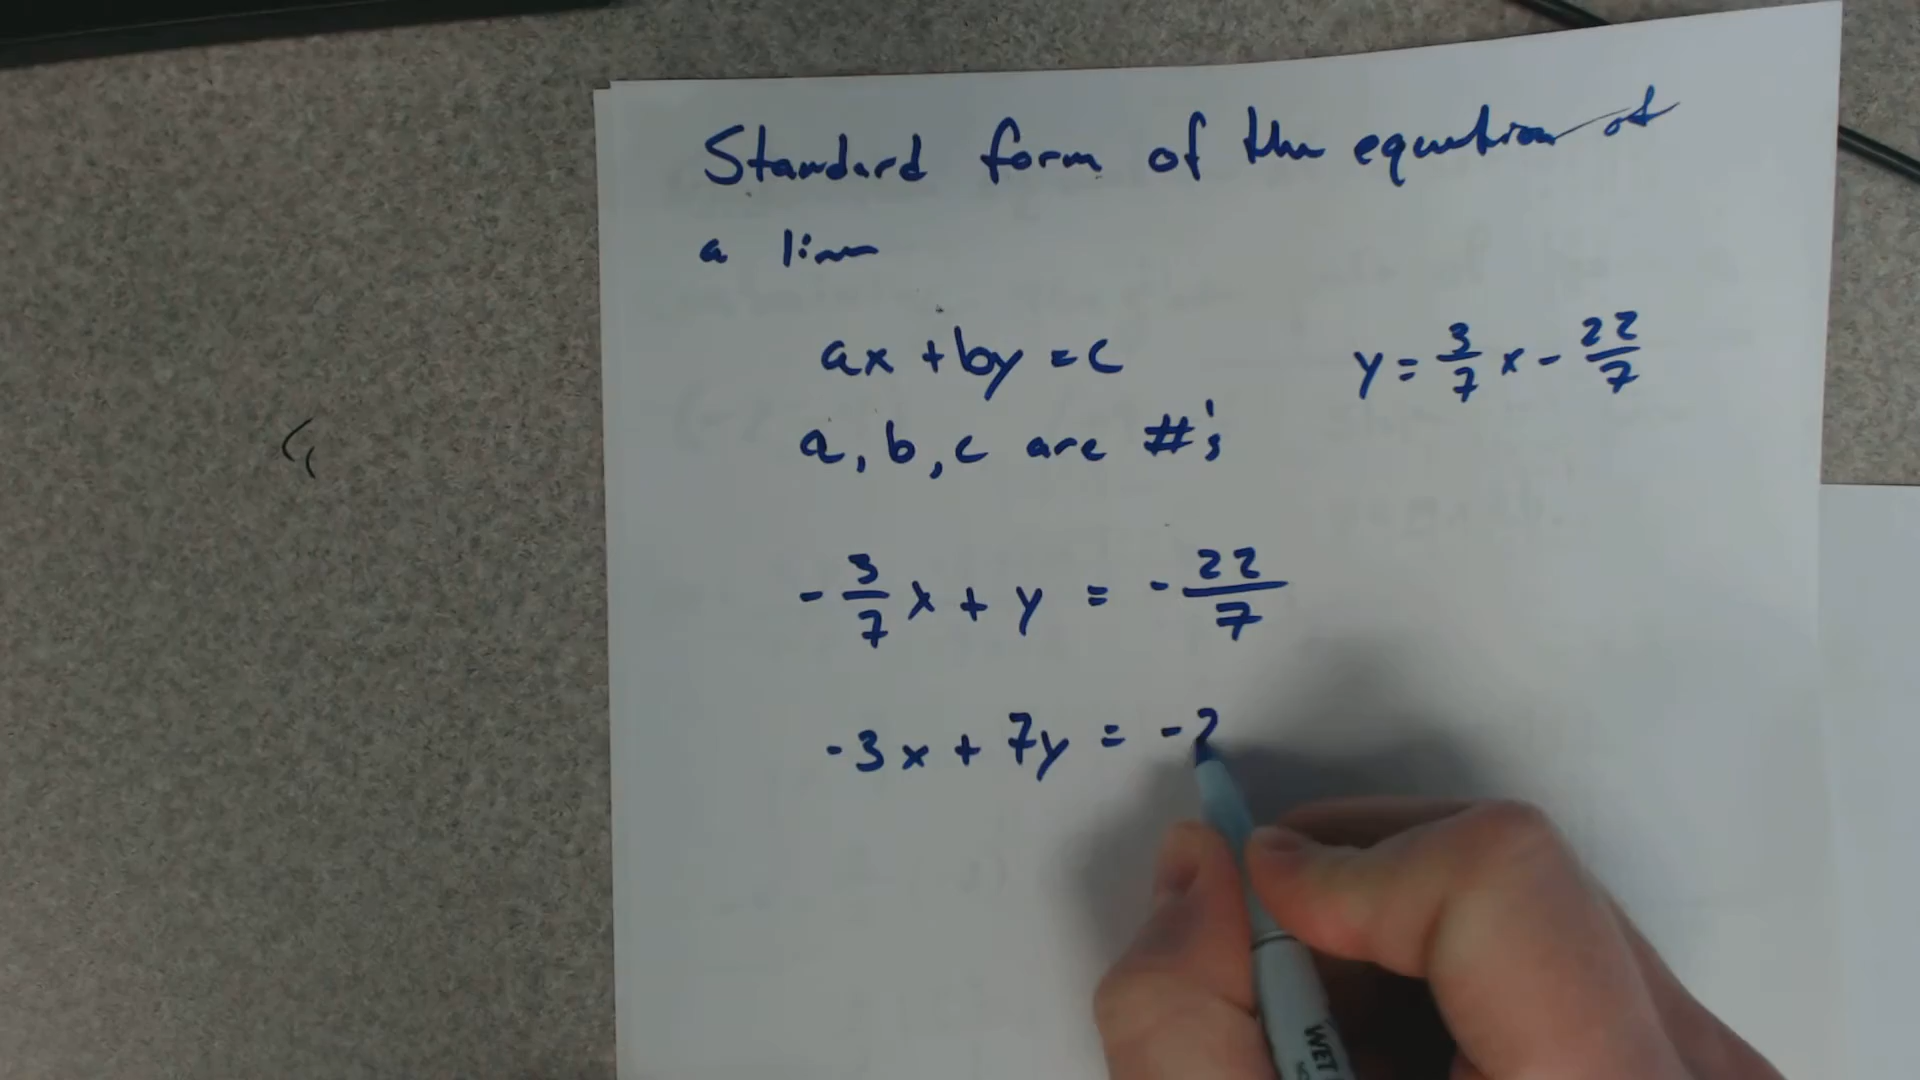 Standard form of the equation of
a line
ax + by = c
y = 3/7 x - 22/7
a, b, c are #'s
- 3/7 x + y = - 22/7
-3x + 7y = -2
WET